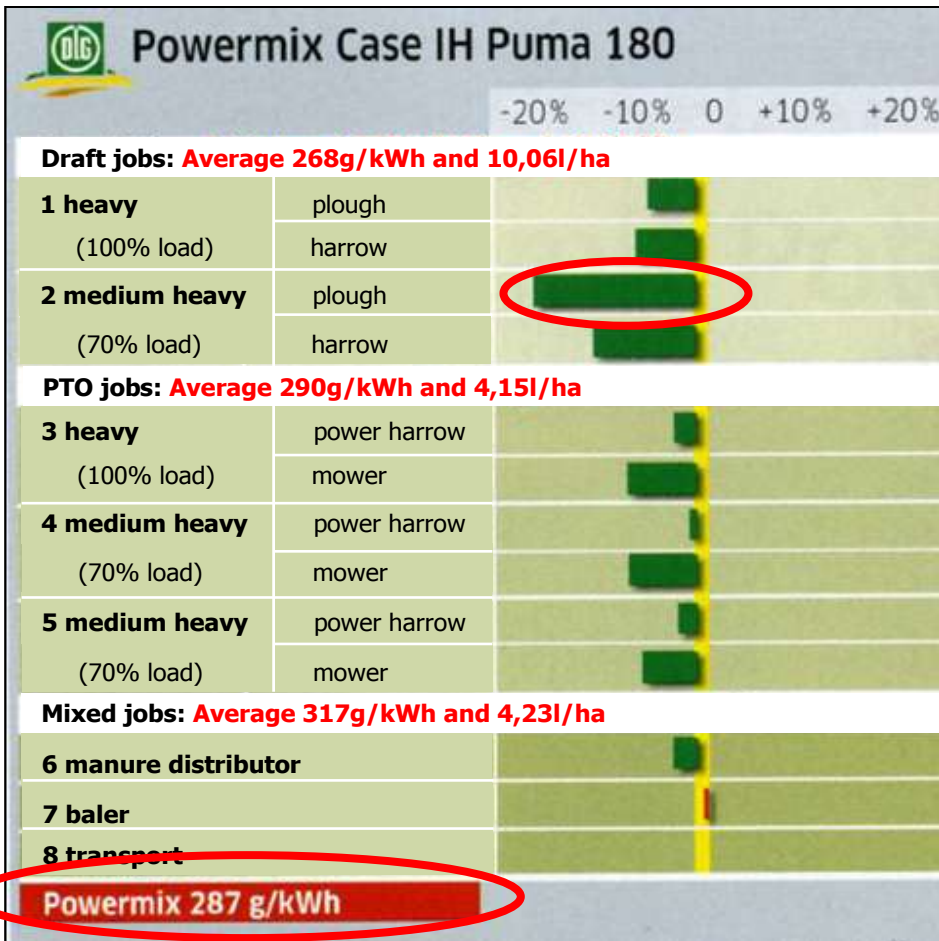 DLG Powermix Case IH Puma 180
-20% -10% 0 +10% +20%
Draft jobs: Average 268g/kWh and 10,06l/ha
1 heavy plough
(100% load) harrow
2 medium heavy plough
(70% load) harrow
PTO jobs: Average 290g/kWh and 4,15l/ha
3 heavy power harrow
(100% load) mower
4 medium heavy power harrow
(70% load) mower
5 medium heavy power harrow
(70% load) mower
Mixed jobs: Average 317g/kWh and 4,23l/ha
6 manure distributor
7 baler
8 transport
Powermix 287 g/kWh